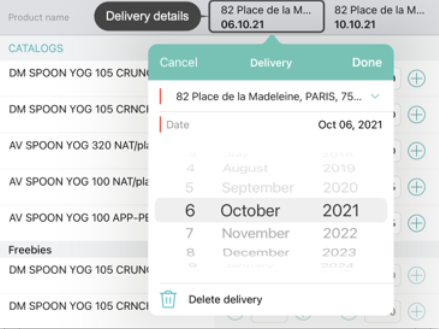 Product name
Delivery details
82 Place de la M...
06.10.21
82 Place de la M...
10.10.21
CATALOGS
Cancel
Delivery
Done
DM SPOON YOG 105 CRUN
82 Place de la Madeleine, PARIS, 75...
DM SPOON YOG 105 CRNCH
Date
Oct 06, 2021
AV SPOON YOG 320 NAT/pla
4 August 2019
5 September 2020
AV SPOON YOG 100 NAT/pla
6 October 2021
AV SPOON YOG 100 APP-PE
7 November 2022
8 December 2023
Freebies
DM SPOON YOG 105 CRUN
Delete delivery
DM SPOON YOG 105 CRNC